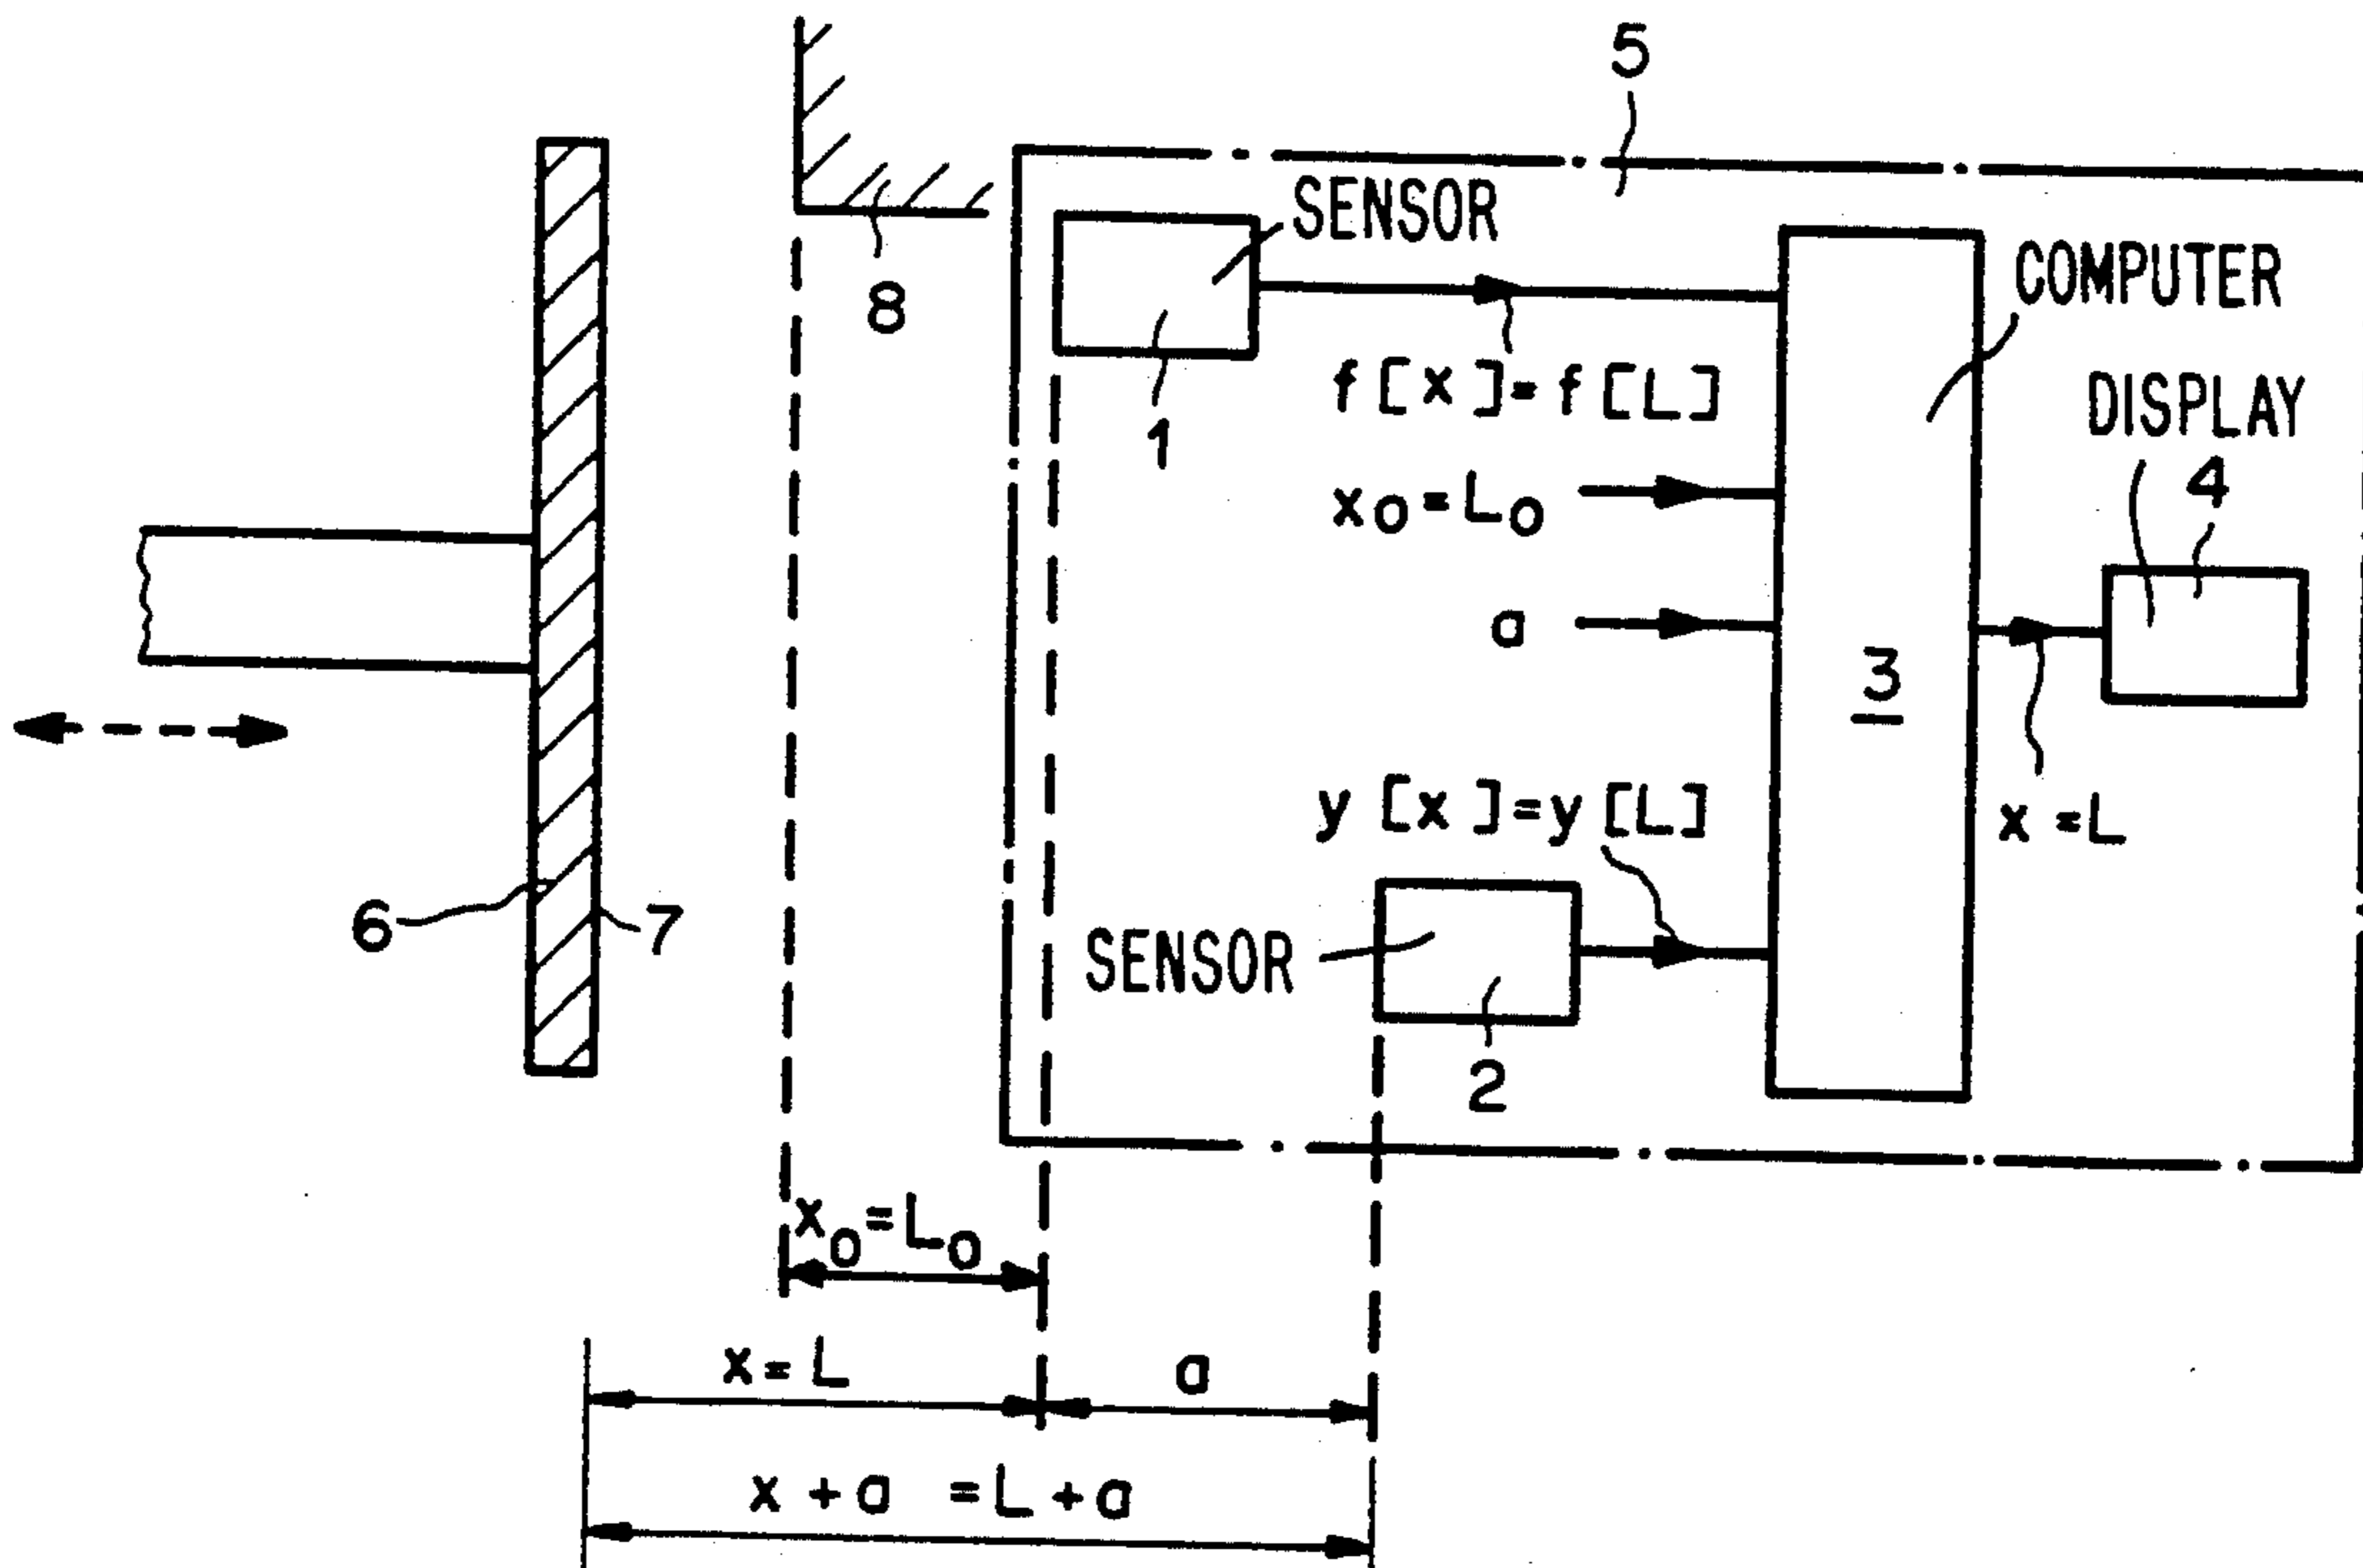 5
SENSOR
COMPUTER
8
f[x]=f[L]
DISPLAY
1
4
x₀=L₀
a
3
y[x]=y[L]
x=L
6
7
SENSOR
2
x₀=L₀
x=L
a
x+a =L+a